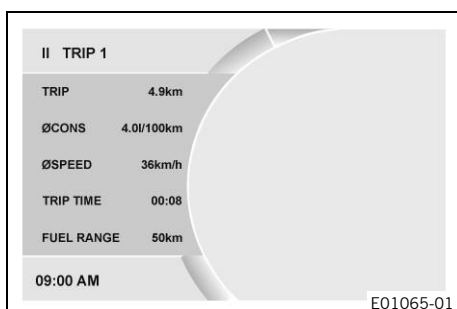 II TRIP 1
TRIP 4.9km
ØCONS 4.0l/100km
ØSPEED 36km/h
TRIP TIME 00:08
FUEL RANGE 50km
09:00 AM
E01065-01